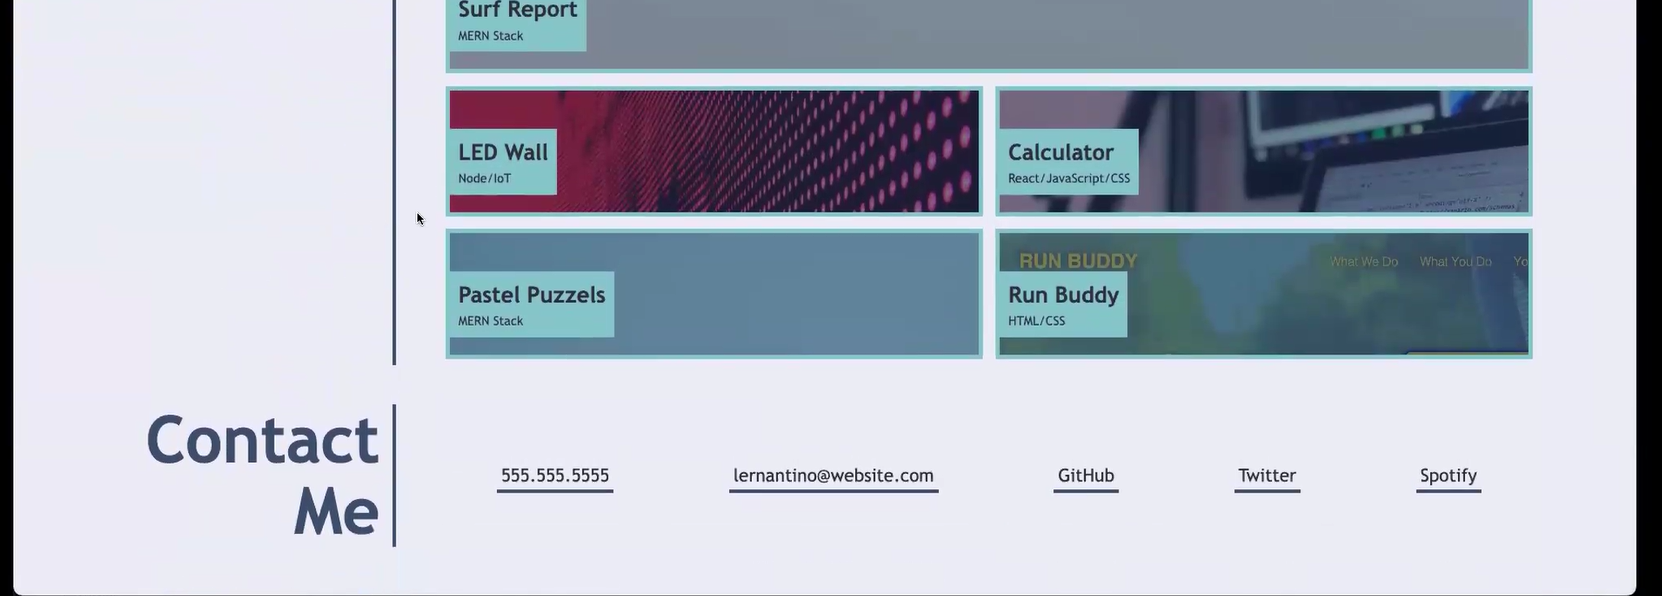 Surf Report
MERN Stack
LED Wall
Node/IoT
Calculator
React/JavaScript/CSS
RUN BUDDY
What We Do
What You Do
Yo
Pastel Puzzels
MERN Stack
Run Buddy
HTML/CSS
Contact
Me
555.555.5555
lernantino@website.com
GitHub
Twitter
Spotify